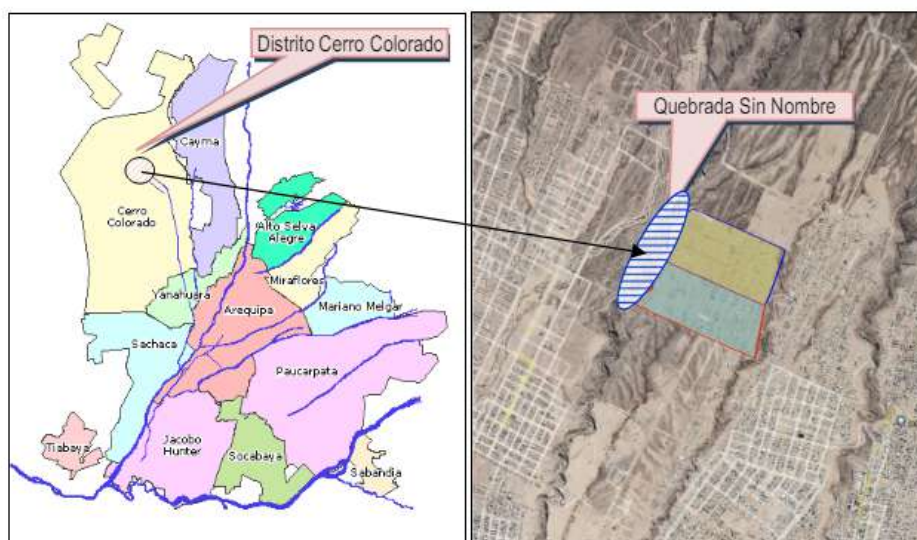 Distrito Cerro Colorado
Quebrada Sin Nombre
Cayma
Cerro
Colorado
Alto Selva
Alegre
Miraflores
Yanahuara
Arequipa
Mariano Melgar
Sachaca
Paucarpata
Tiabaya
Jacobo
Hunter
Socabaya
Sabandia